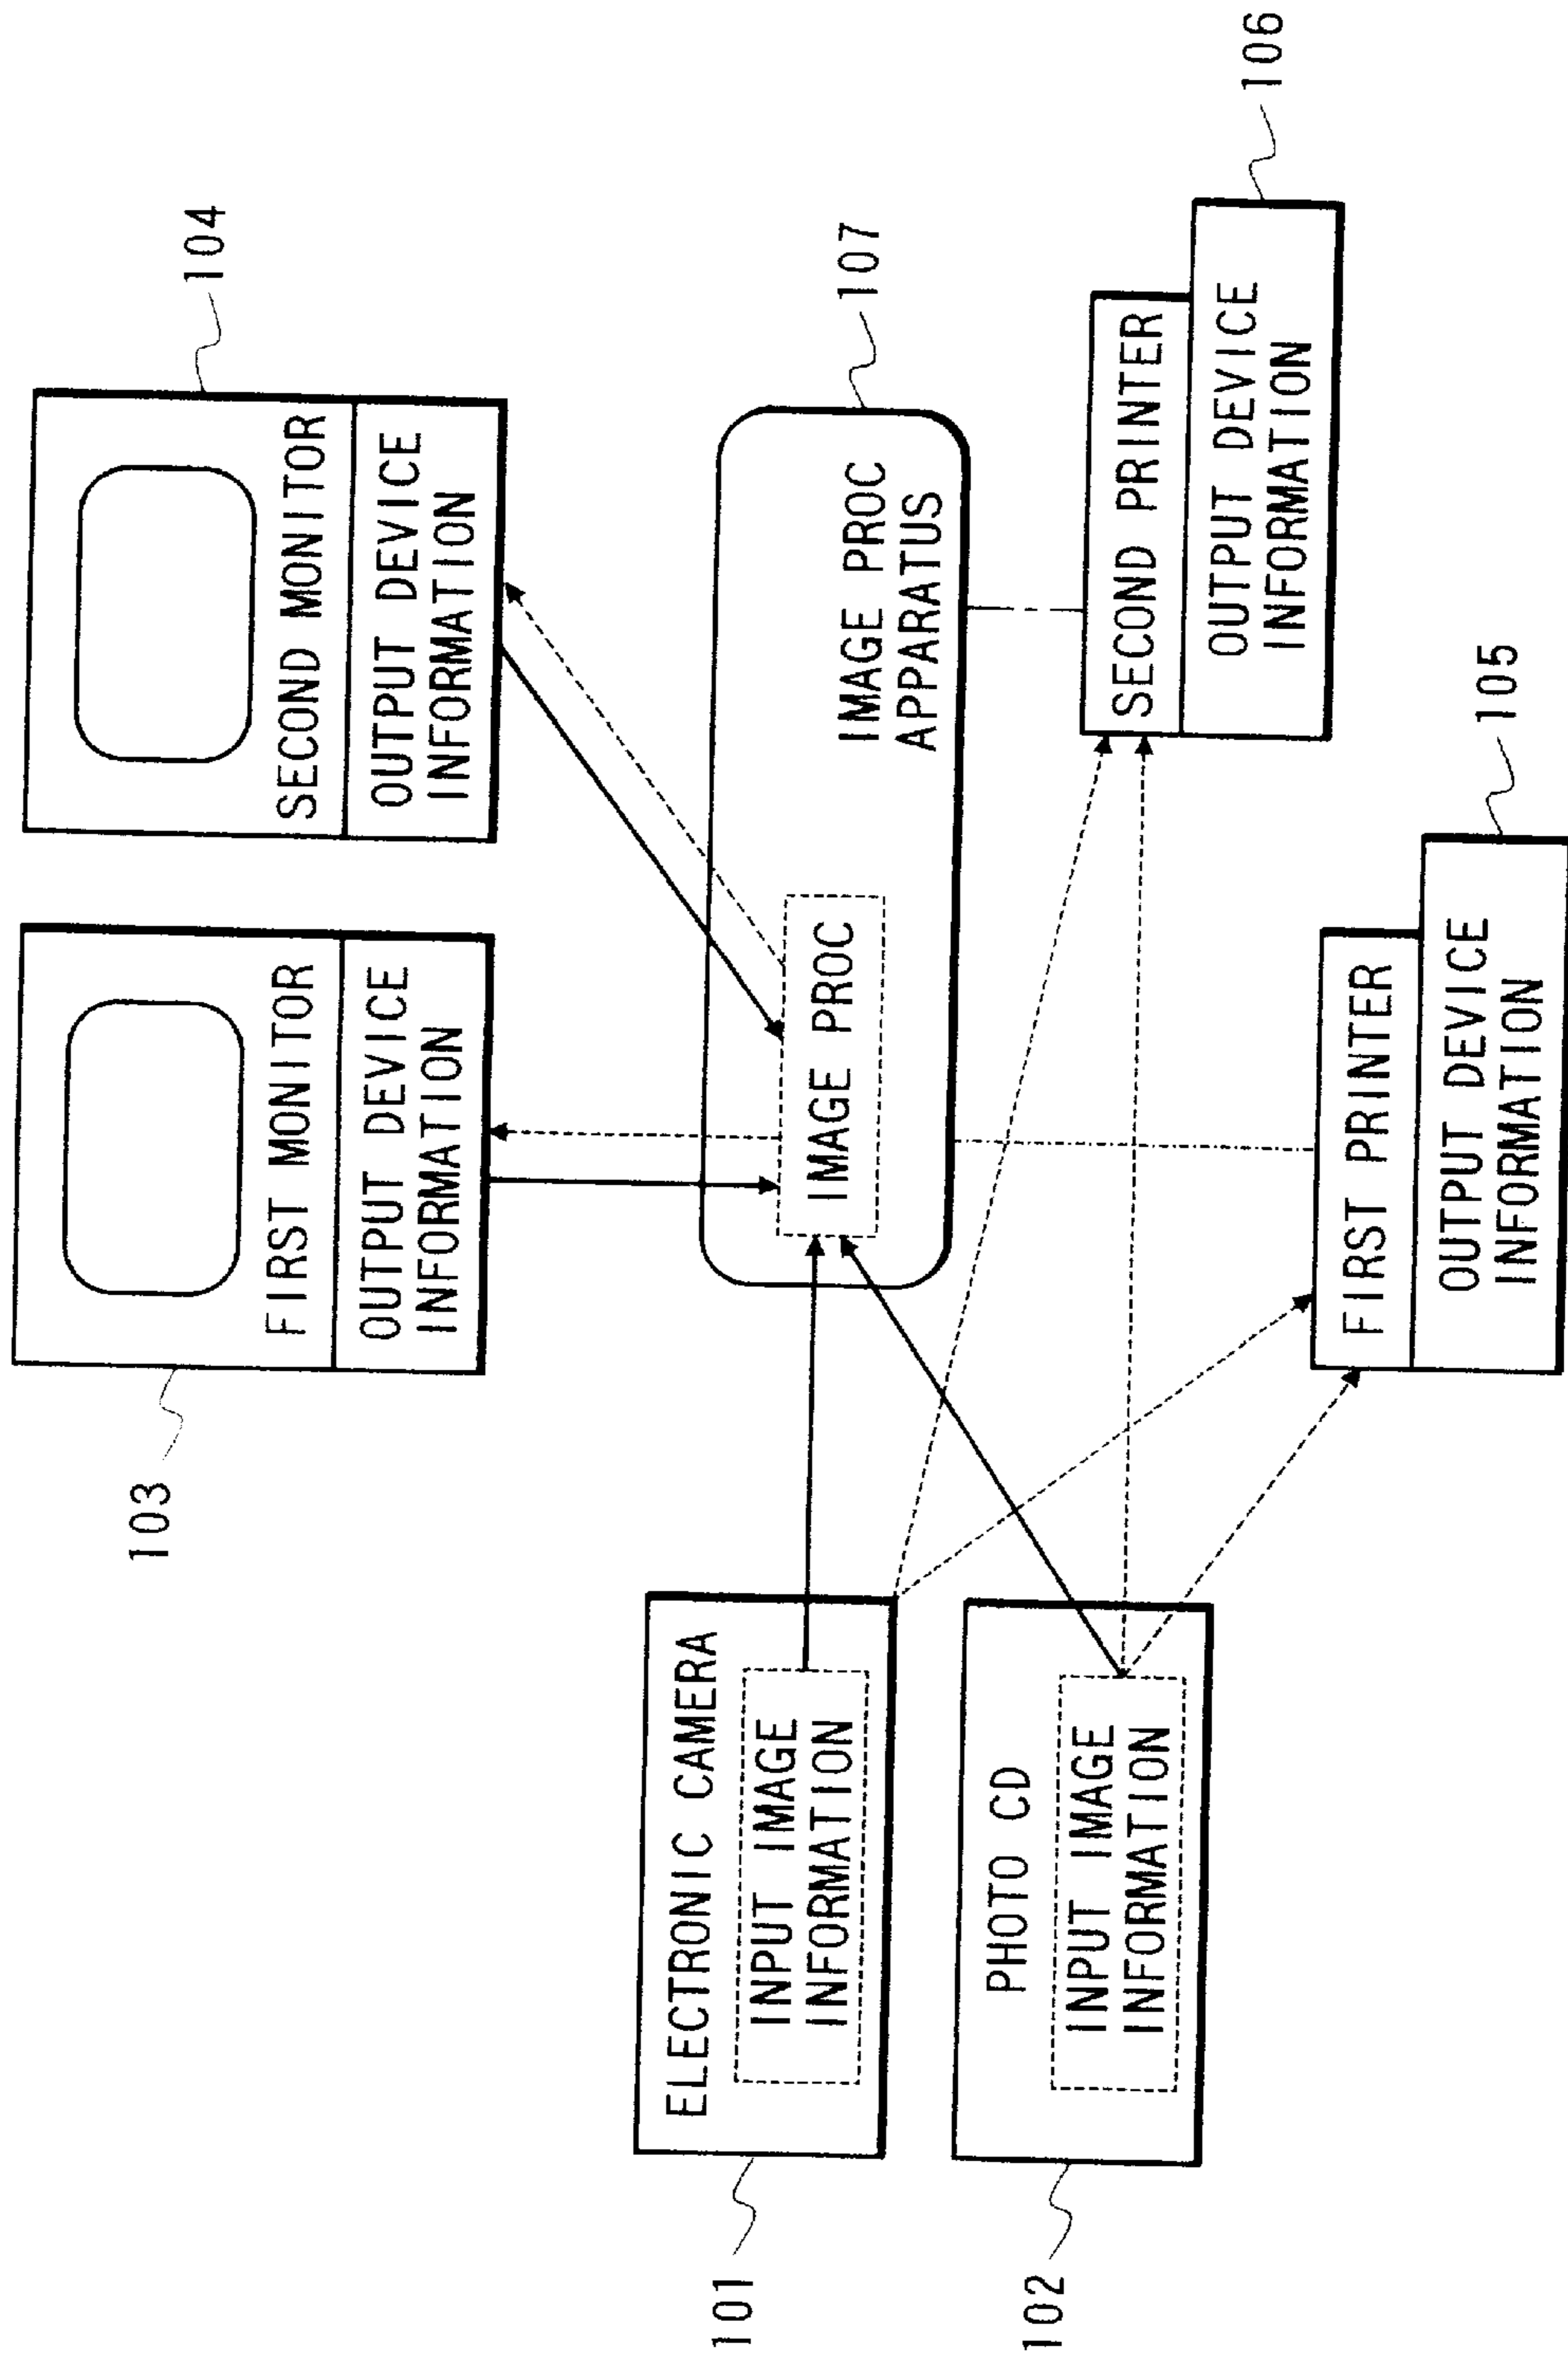 103
FIRST MONITOR
OUTPUT DEVICE
INFORMATION
104
SECOND MONITOR
OUTPUT DEVICE
INFORMATION
101
ELECTRONIC CAMERA
INPUT IMAGE
INFORMATION
107
IMAGE PROC
IMAGE PROC
APPARATUS
102
PHOTO CD
INPUT IMAGE
INFORMATION
SECOND PRINTER
OUTPUT DEVICE
INFORMATION
106
FIRST PRINTER
OUTPUT DEVICE
INFORMATION
105